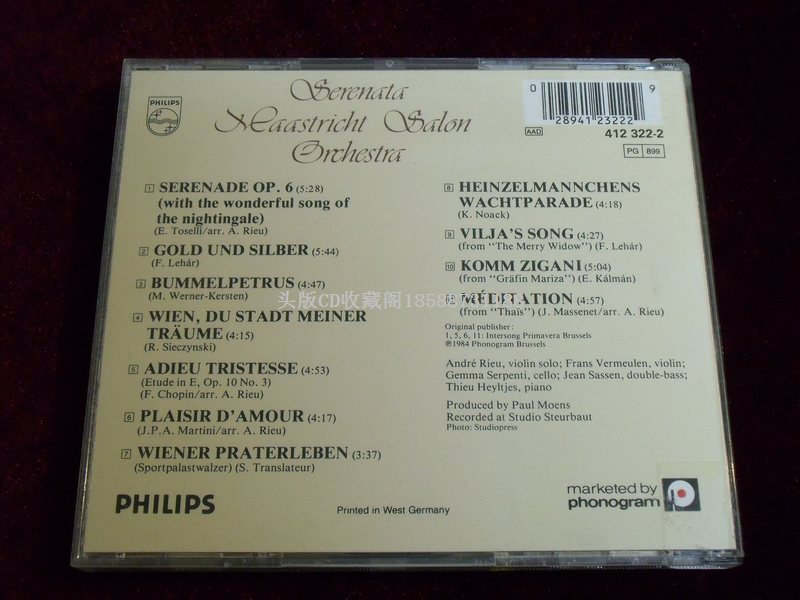 PHILIPS
Serenata
Maastricht Salon
Orchestra
0
28941 23222
9
AAD
412 322-2
PG 899
1 SERENADE OP. 6 (5:28)
(with the wonderful song of
the nightingale)
(E. Toselli/arr. A. Rieu)
2 GOLD UND SILBER (5:44)
(F. Lehár)
3 BUMMELPETRUS (4:47)
(M. Werner-Kersten)
4 WIEN, DU STADT MEINER
TRÄUME (4:15)
(R. Sieczynski)
5 ADIEU TRISTESSE (4:53)
(Etude in E, Op. 10 No. 3)
(F. Chopin/arr. A. Rieu)
6 PLAISIR D'AMOUR (4:17)
(J.P.A. Martini/arr. A. Rieu)
7 WIENER PRATERLEBEN (3:37)
(Sportpalastwalzer) (S. Translateur)
8 HEINZELMANNCHENS
WACHTPARADE (4:18)
(K. Noack)
9 VILJA'S SONG (4:27)
(from "The Merry Widow") (F. Lehár)
10 KOMM ZIGANI (5:04)
(from "Gräfin Mariza") (E. Kálmán)
MÉDITATION (4:57)
(from "Thaïs") (J. Massenet/arr. A. Rieu)
头版CD收藏阁
Original publisher :
1, 5, 6, 11: Intersong Primavera Brussels
℗1984 Phonogram Brussels
André Rieu, violin solo; Frans Vermeulen, violin;
Gemma Serpenti, cello; Jean Sassen, double-bass;
Thieu Heyltjes, piano
Produced by Paul Moens
Recorded at Studio Steurbaut
Photo: Studiopress
PHILIPS
Printed in West Germany
marketed by
phonogram